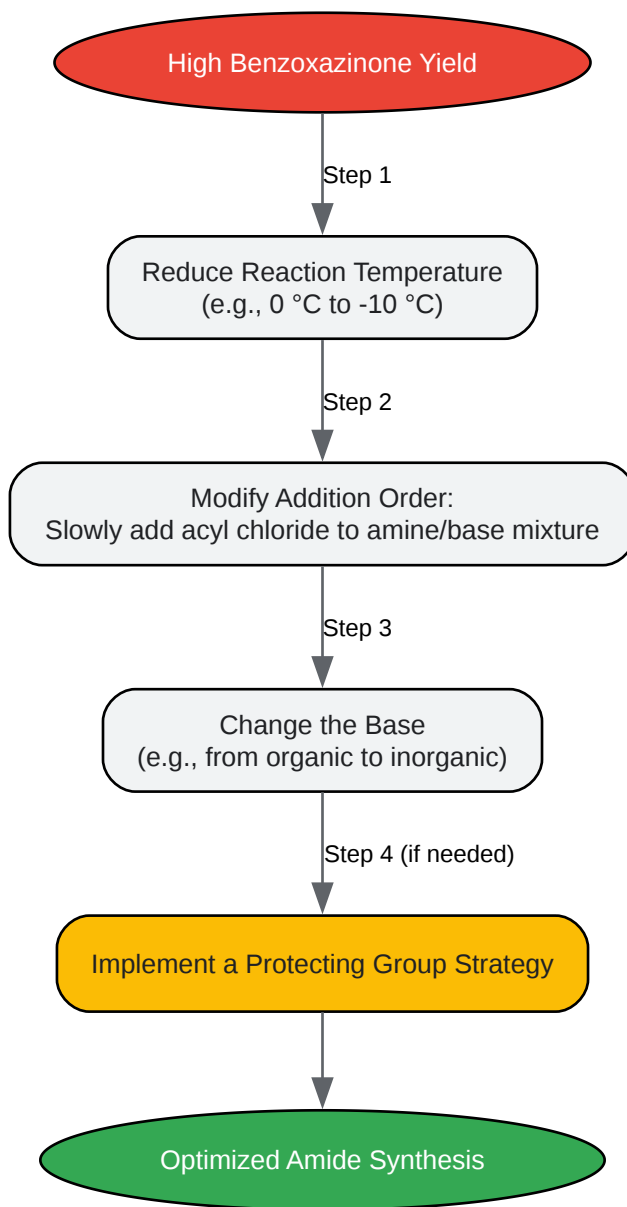 High Benzoxazinone Yield
Step 1
Reduce Reaction Temperature
(e.g., 0 °C to -10 °C)
Step 2
Modify Addition Order:
Slowly add acyl chloride to amine/base mixture
Step 3
Change the Base
(e.g., from organic to inorganic)
Step 4 (if needed)
Implement a Protecting Group Strategy
Optimized Amide Synthesis